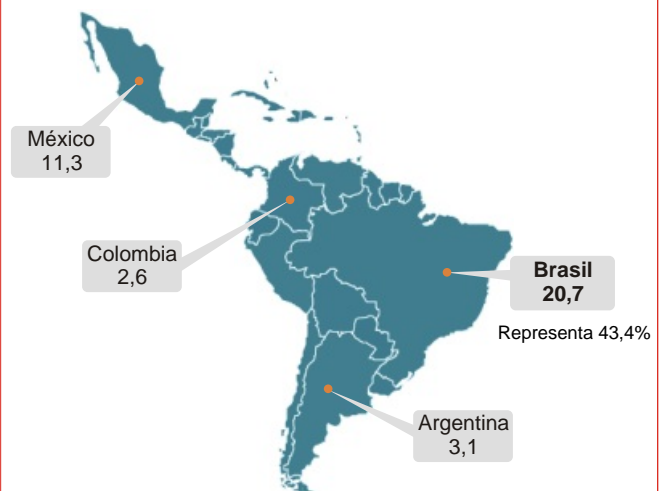 México
11,3
Colombia
2,6
Brasil
20,7
Representa 43,4%
Argentina
3,1